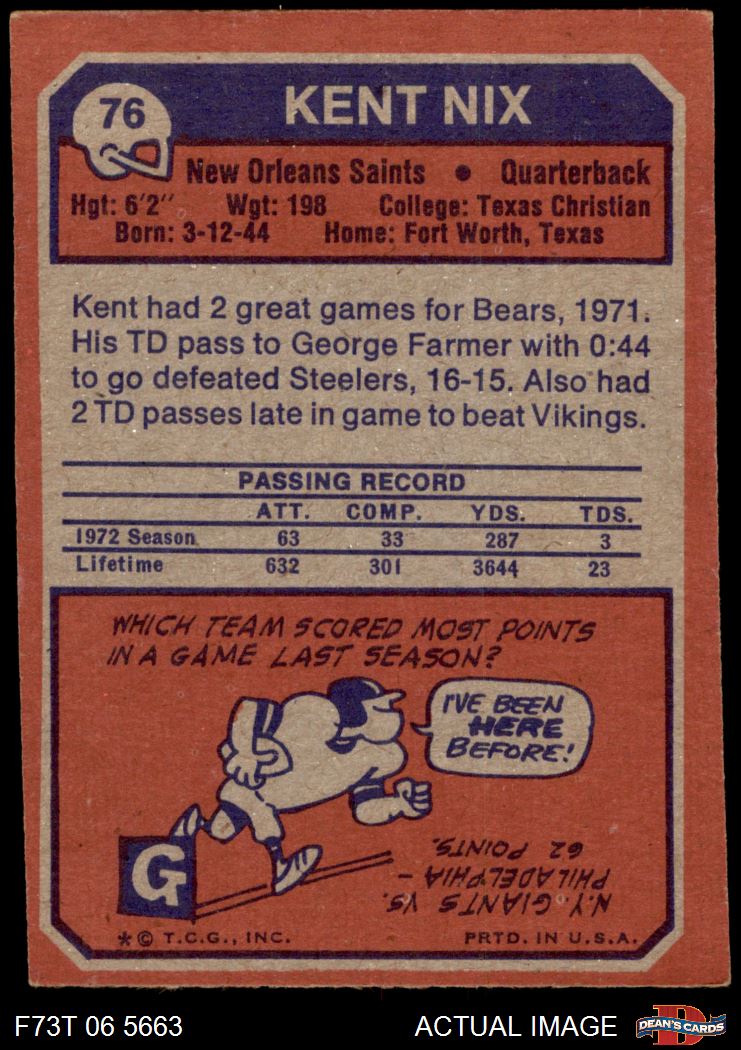 76
KENT NIX
New Orleans Saints • Quarterback
Hgt: 6'2" Wgt: 198 College: Texas Christian
Born: 3-12-44 Home: Fort Worth, Texas
Kent had 2 great games for Bears, 1971.
His TD pass to George Farmer with 0:44
to go defeated Steelers, 16-15. Also had
2 TD passes late in game to beat Vikings.
PASSING RECORD
ATT. COMP. YDS. TDS.
1972 Season 63 33 287 3
Lifetime 632 301 3644 23
WHICH TEAM SCORED MOST POINTS
IN A GAME LAST SEASON?
I'VE BEEN
HERE
BEFORE!
G
N.Y. GIANTS VS.
PHILADELPHIA –
62 POINTS.
*© T.C.G., INC. PRTD. IN U.S.A.
F73T 06 5663 ACTUAL IMAGE
D
DEAN'S CARDS